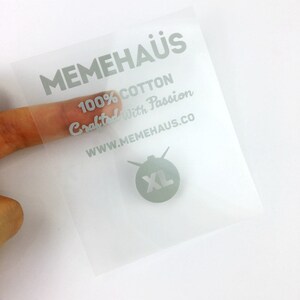 MEMEHAÜS
100% COTTON
Crafted With Passion
WWW.MEMEHAUS.CO
XL